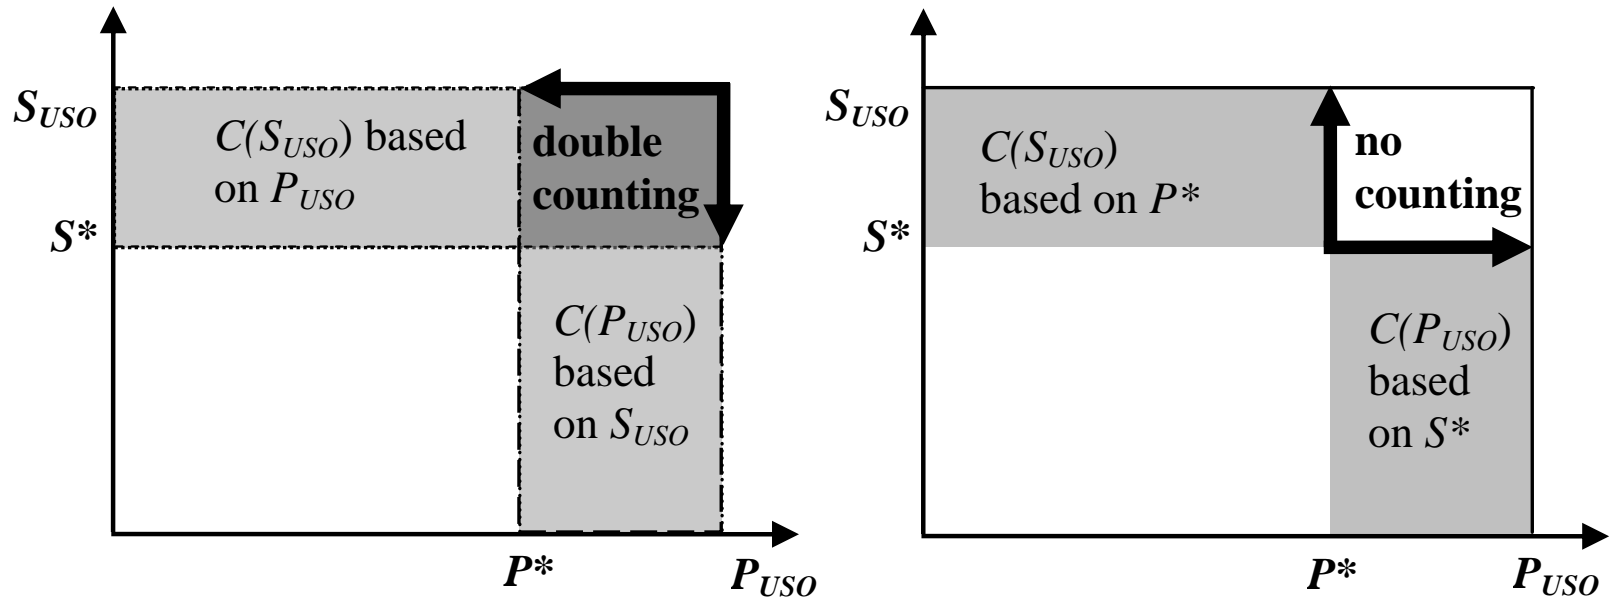 S_USO
C(S_USO) based
on P_USO
double
counting
S*
C(P_USO)
based
on S_USO
P*
P_USO
S_USO
C(S_USO)
based on P*
no
counting
S*
C(P_USO)
based
on S*
P*
P_USO